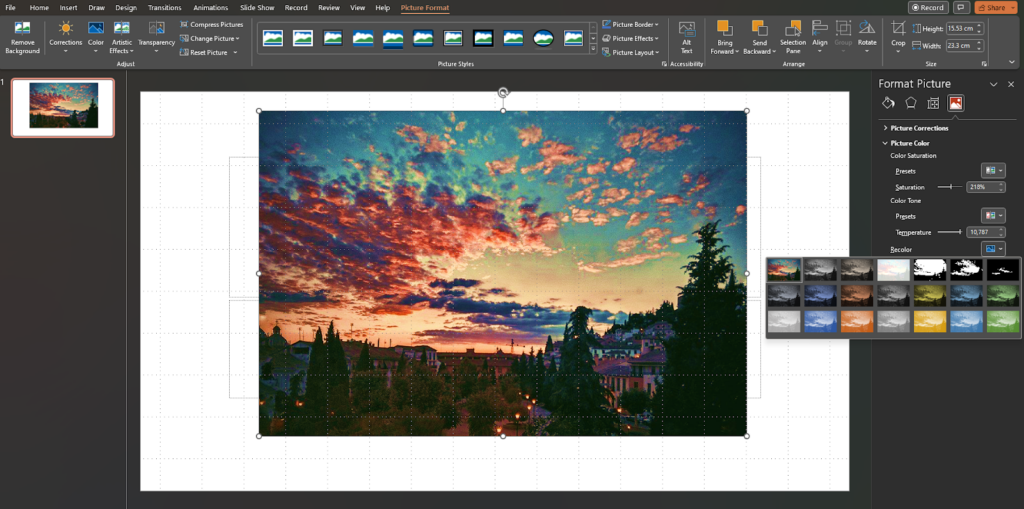 File Home Insert Draw Design Transitions Animations Slide Show Record Review View Help Picture Format Record Share
Remove Background
Corrections
Color
Artistic Effects
Transparency
Compress Pictures
Change Picture
Reset Picture
Picture Border
Picture Effects
Picture Layout
Alt Text
Bring Forward
Send Backward
Selection Pane
Align
Group
Rotate
Crop
Height: 15.53 cm
Width: 23.3 cm
Adjust Picture Styles Accessibility Arrange Size
1
Format Picture
Picture Corrections
Picture Color
Color Saturation
Presets
Saturation 218%
Color Tone
Presets
Temperature 10,787
Recolor